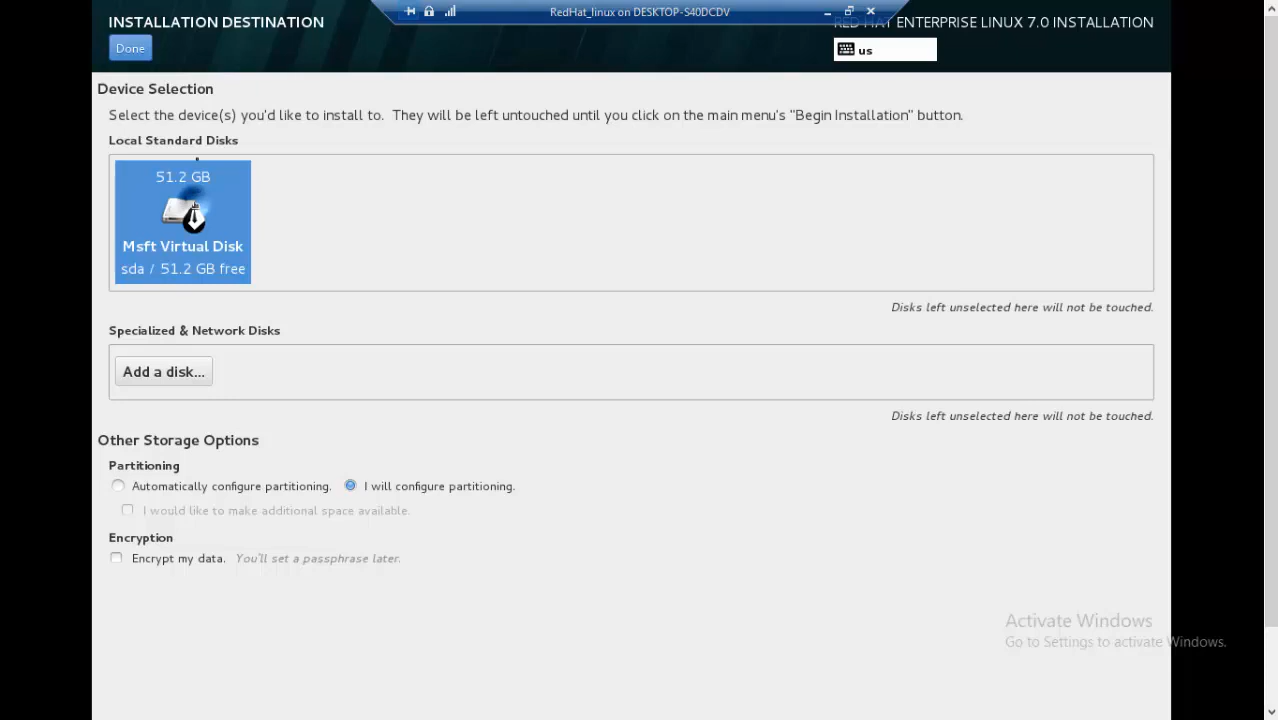 INSTALLATION DESTINATION
RedHat_linux on DESKTOP-S40DCDV
RED HAT ENTERPRISE LINUX 7.0 INSTALLATION
Done
us
Device Selection
Select the device(s) you'd like to install to. They will be left untouched until you click on the main menu's "Begin Installation" button.
Local Standard Disks
51.2 GB
Msft Virtual Disk
sda / 51.2 GB free
Disks left unselected here will not be touched.
Specialized & Network Disks
Add a disk...
Disks left unselected here will not be touched.
Other Storage Options
Partitioning
Automatically configure partitioning. I will configure partitioning.
I would like to make additional space available.
Encryption
Encrypt my data. You'll set a passphrase later.
Activate Windows
Go to Settings to activate Windows.